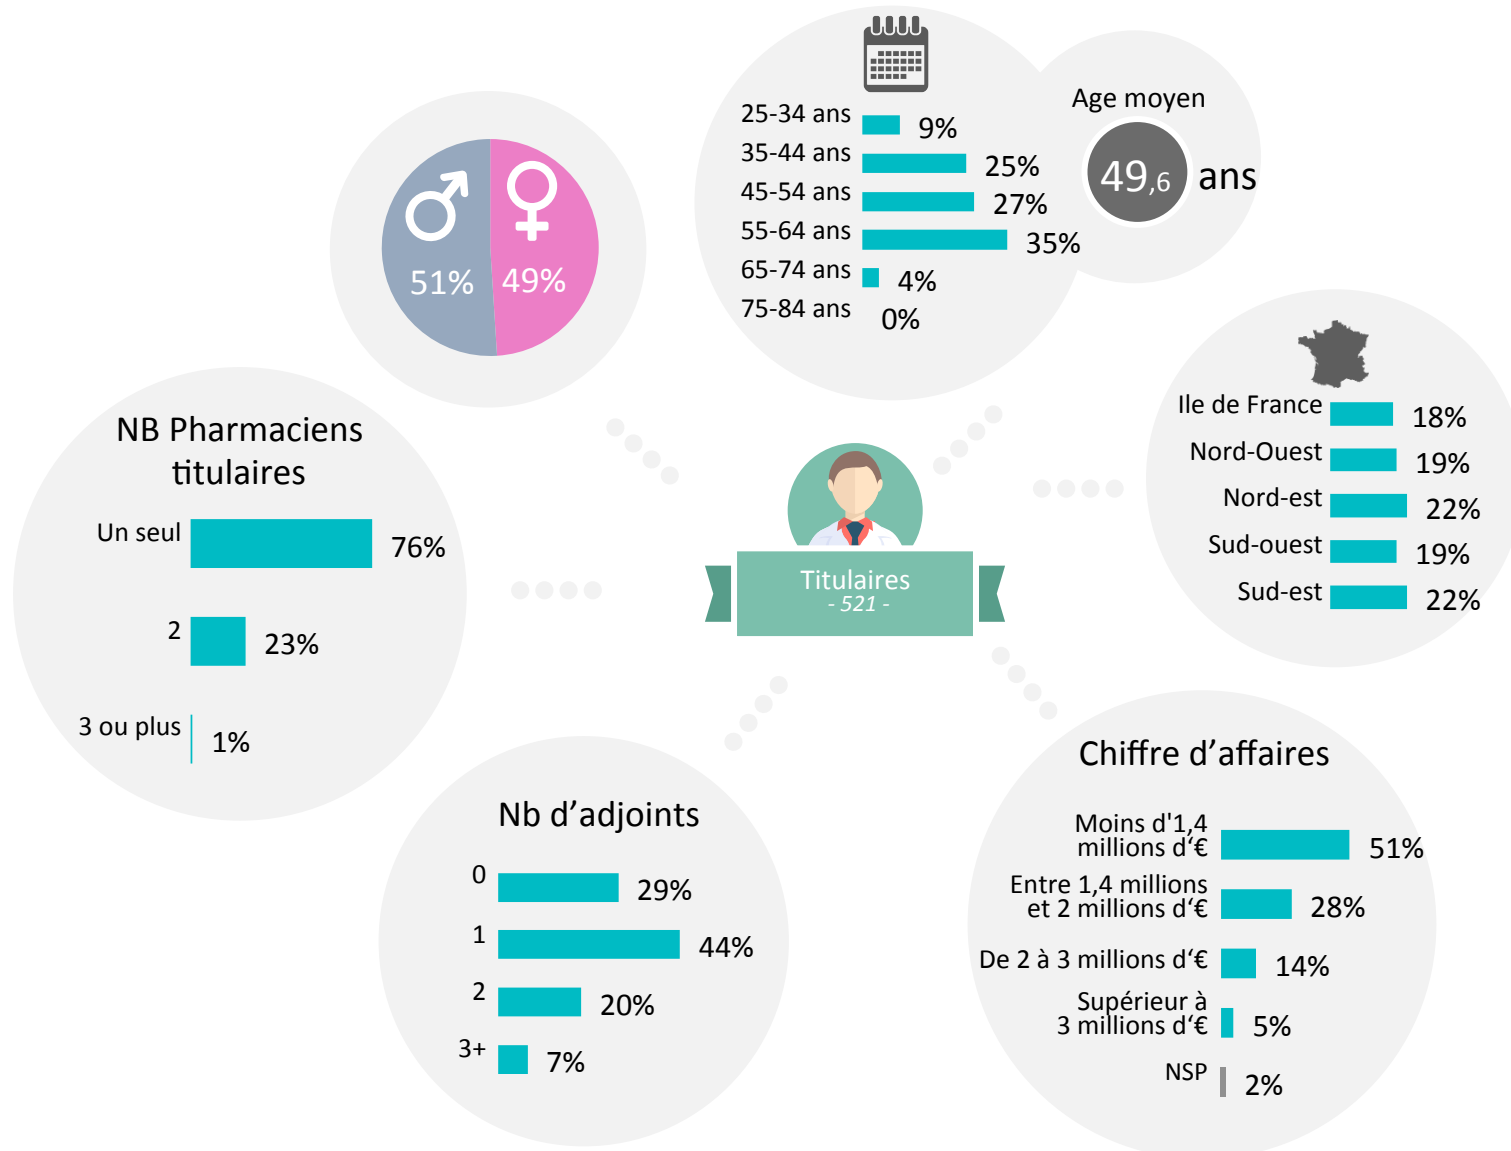 25-34 ans 9%
35-44 ans 25%
45-54 ans 27%
55-64 ans 35%
65-74 ans 4%
75-84 ans 0%
Age moyen
49,6 ans
51% 49%
Ile de France 18%
Nord-Ouest 19%
Nord-est 22%
Sud-ouest 19%
Sud-est 22%
NB Pharmaciens
titulaires
Un seul 76%
2 23%
3 ou plus 1%
Titulaires
- 521 -
Nb d’adjoints
0 29%
1 44%
2 20%
3+ 7%
Chiffre d’affaires
Moins d'1,4
millions d‘€ 51%
Entre 1,4 millions
et 2 millions d‘€ 28%
De 2 à 3 millions d‘€ 14%
Supérieur à
3 millions d‘€ 5%
NSP 2%